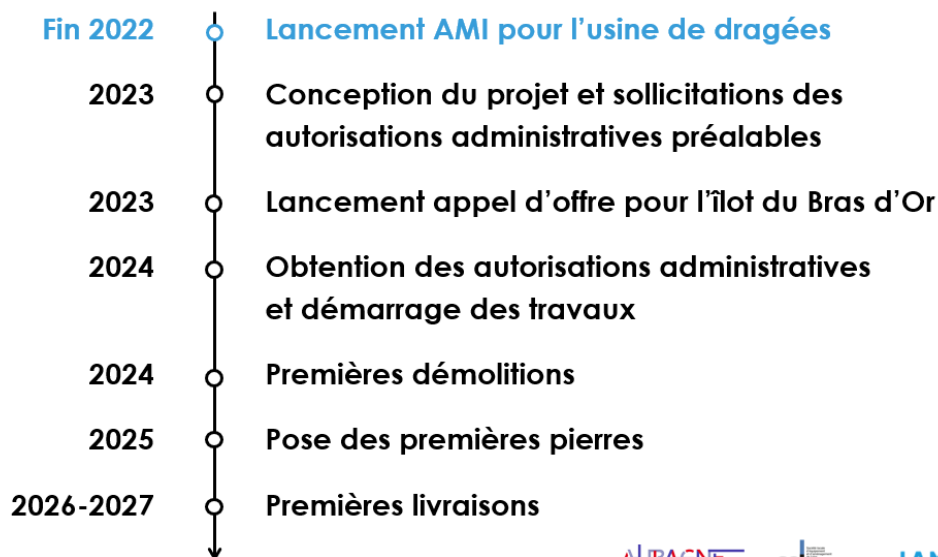 Fin 2022 Lancement AMI pour l’usine de dragées
2023 Conception du projet et sollicitations des
autorisations administratives préalables
2023 Lancement appel d’offre pour l’îlot du Bras d’Or
2024 Obtention des autorisations administratives
et démarrage des travaux
2024 Premières démolitions
2025 Pose des premières pierres
2026-2027 Premières livraisons